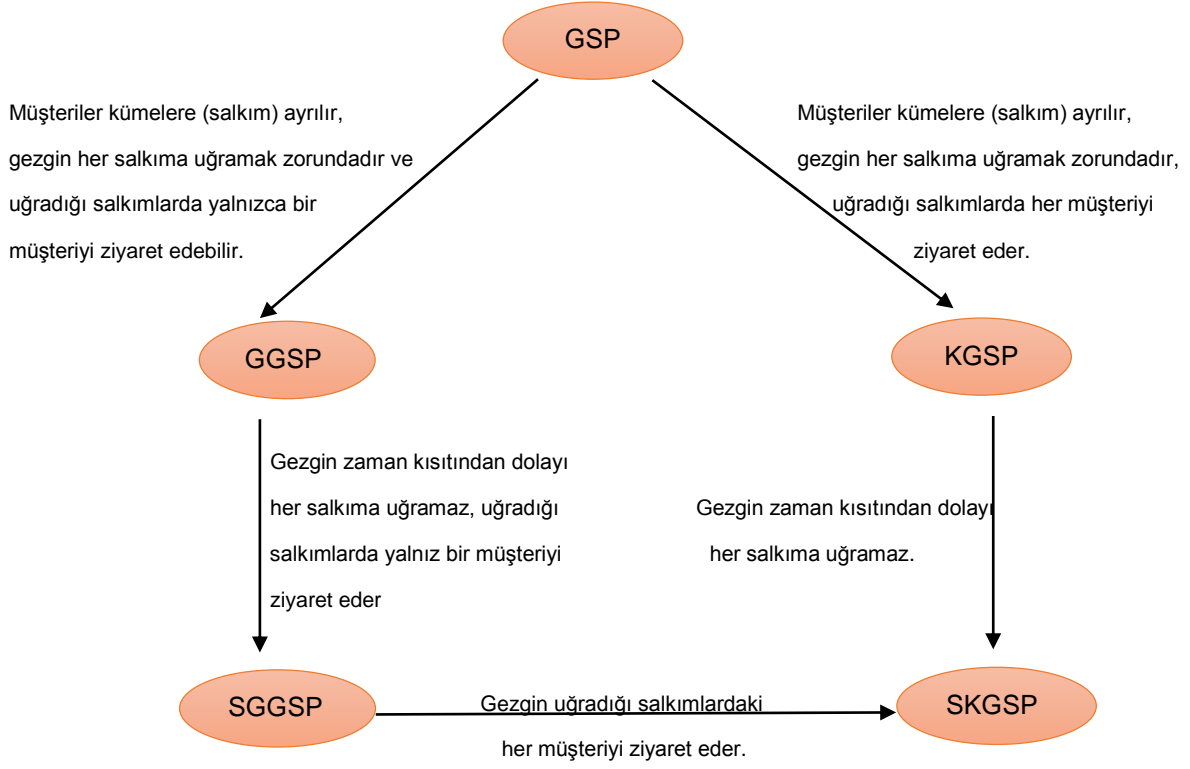 GSP
Müşteriler kümelere (salkım) ayrılır,
gezgin her salkıma uğramak zorundadır ve
uğradığı salkımlarda yalnızca bir
müşteriyi ziyaret edebilir.
Müşteriler kümelere (salkım) ayrılır,
gezgin her salkıma uğramak zorundadır,
uğradığı salkımlarda her müşteriyi
ziyaret eder.
GGSP
KGSP
Gezgin zaman kısıtından dolayı
her salkıma uğramaz, uğradığı
salkımlarda yalnız bir müşteriyi
ziyaret eder
Gezgin zaman kısıtından dolayı
her salkıma uğramaz.
SGGSP
Gezgin uğradığı salkımlardaki
her müşteriyi ziyaret eder.
SKGSP